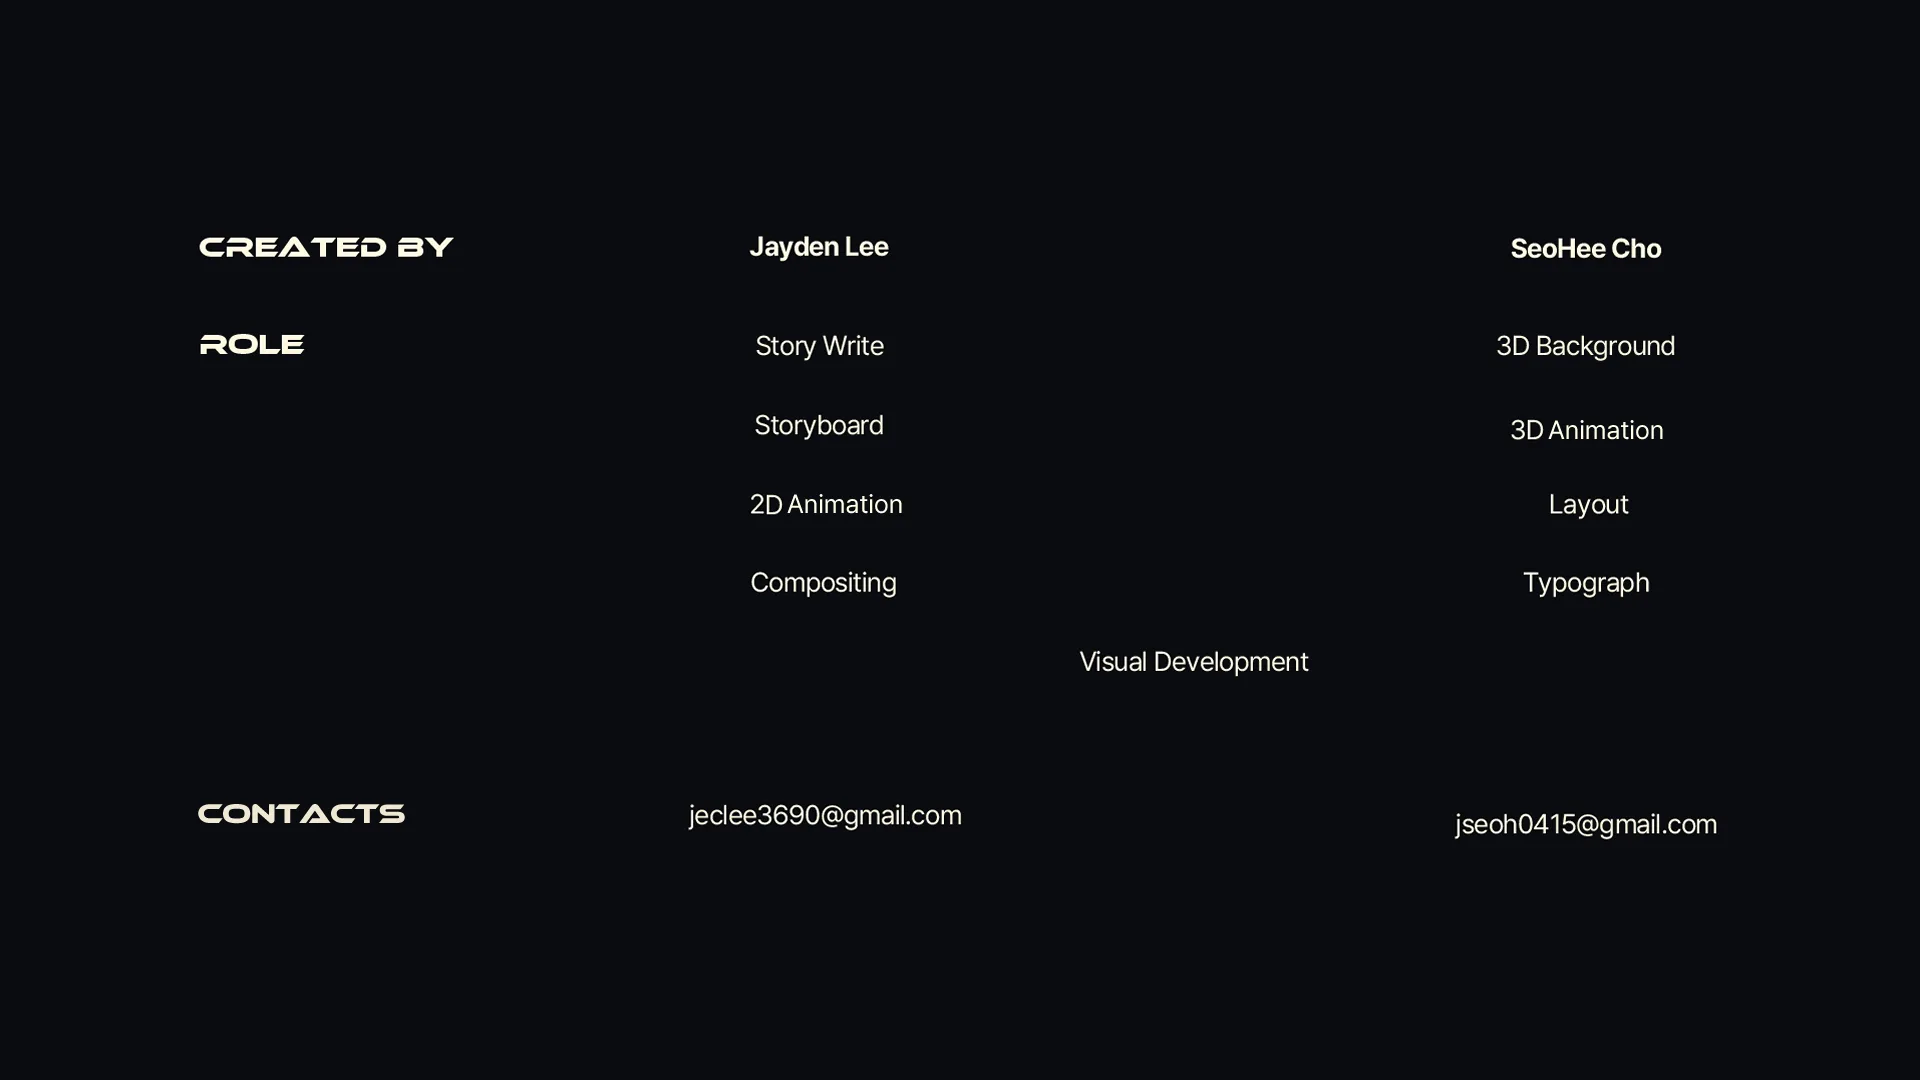 CREATED BY Jayden Lee SeoHee Cho
ROLE Story Write 3D Background
Storyboard 3D Animation
2D Animation Layout
Compositing Typograph
Visual Development
CONTACTS jeclee3690@gmail.com jseoh0415@gmail.com